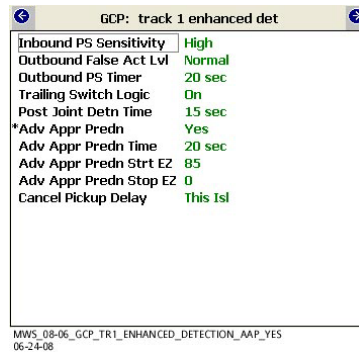 GCP: track 1 enhanced det
Inbound PS Sensitivity High
Outbound False Act Lvl Normal
Outbound PS Timer 20 sec
Trailing Switch Logic On
Post Joint Detn Time 15 sec
*Adv Appr Predn Yes
Adv Appr Predn Time 20 sec
Adv Appr Predn Strt EZ 85
Adv Appr Predn Stop EZ 0
Cancel Pickup Delay This Isl
MWS_08-06_GCP_TR1_ENHANCED_DETECTION_AAP_YES
06-24-08